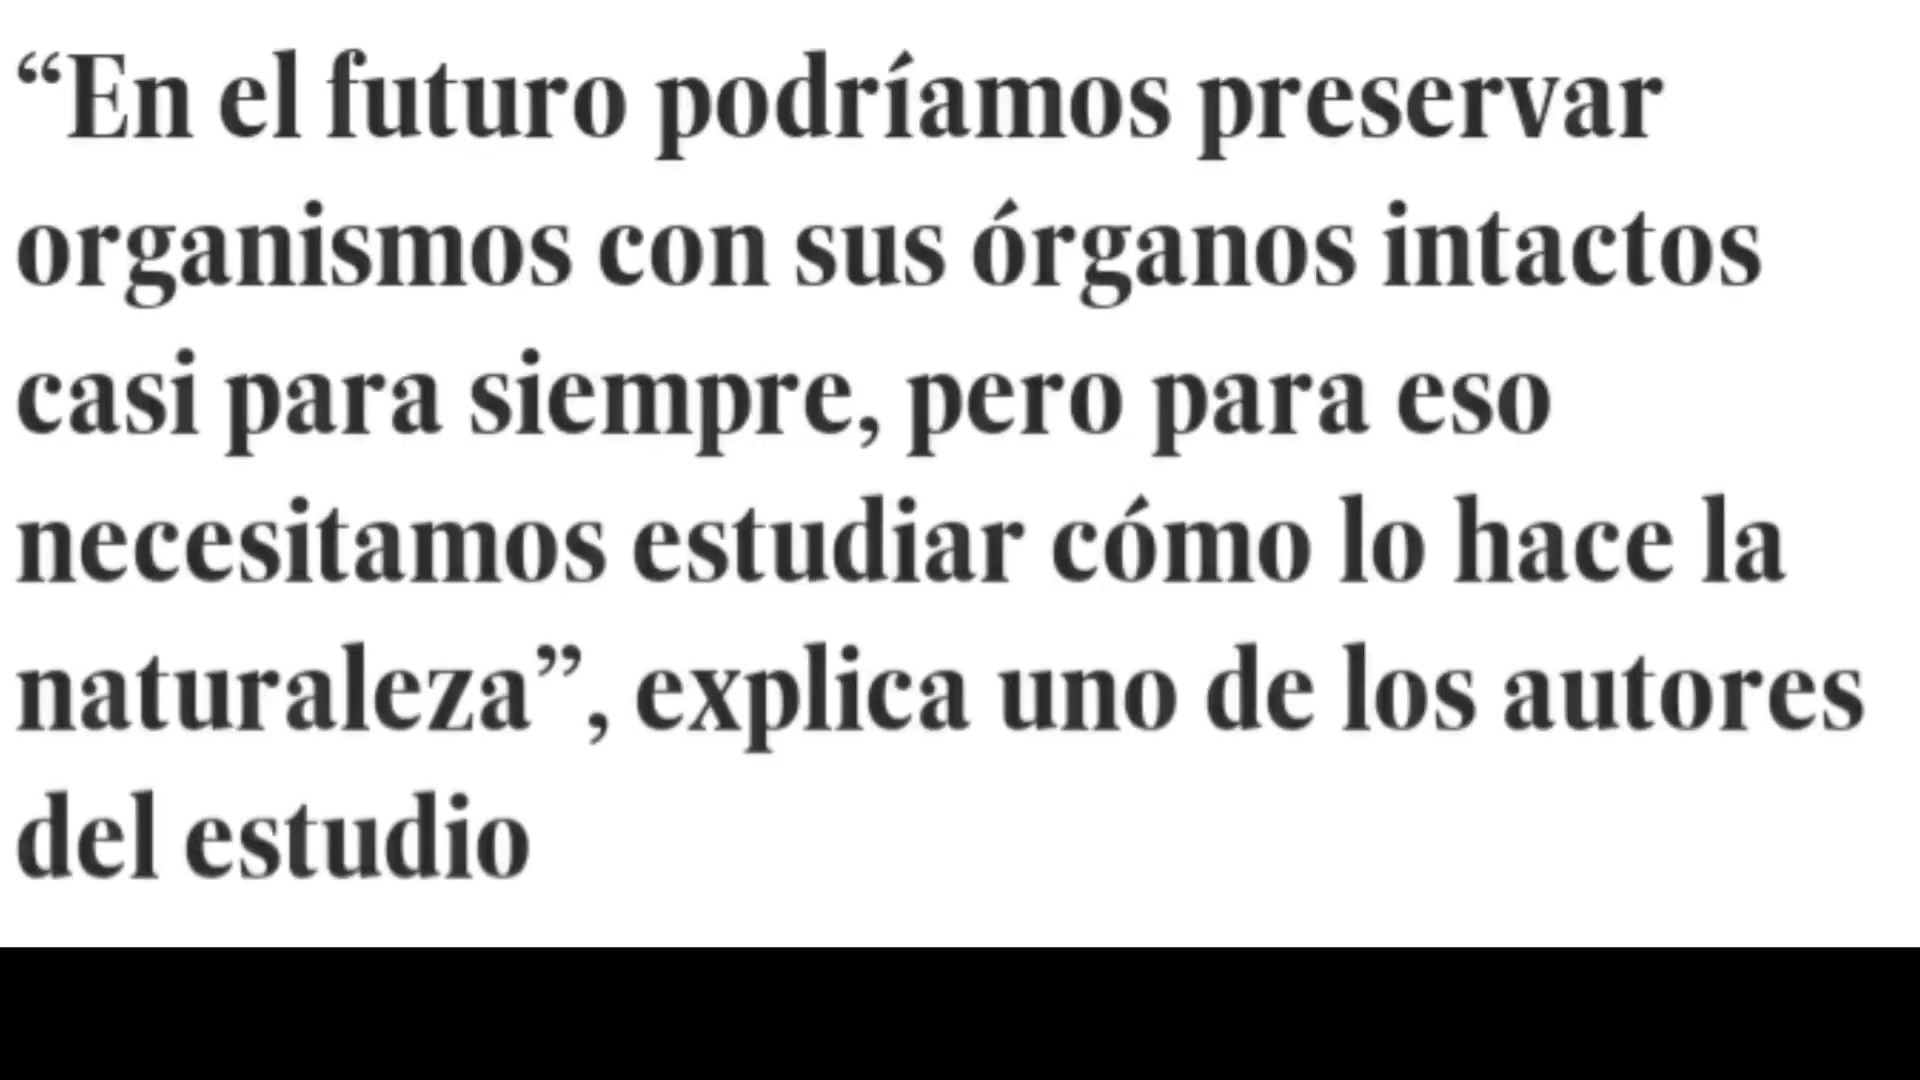 “En el futuro podríamos preservar
organismos con sus órganos intactos
casi para siempre, pero para eso
necesitamos estudiar cómo lo hace la
naturaleza”, explica uno de los autores
del estudio